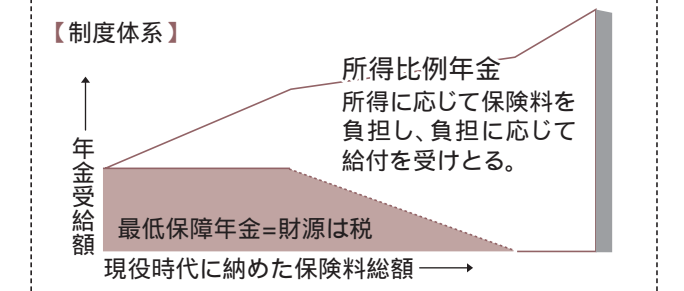 【制度体系】
所得比例年金
所得に応じて保険料を
負担し、負担に応じて
給付を受けとる。
年金受給額
最低保障年金=財源は税
現役時代に納めた保険料総額